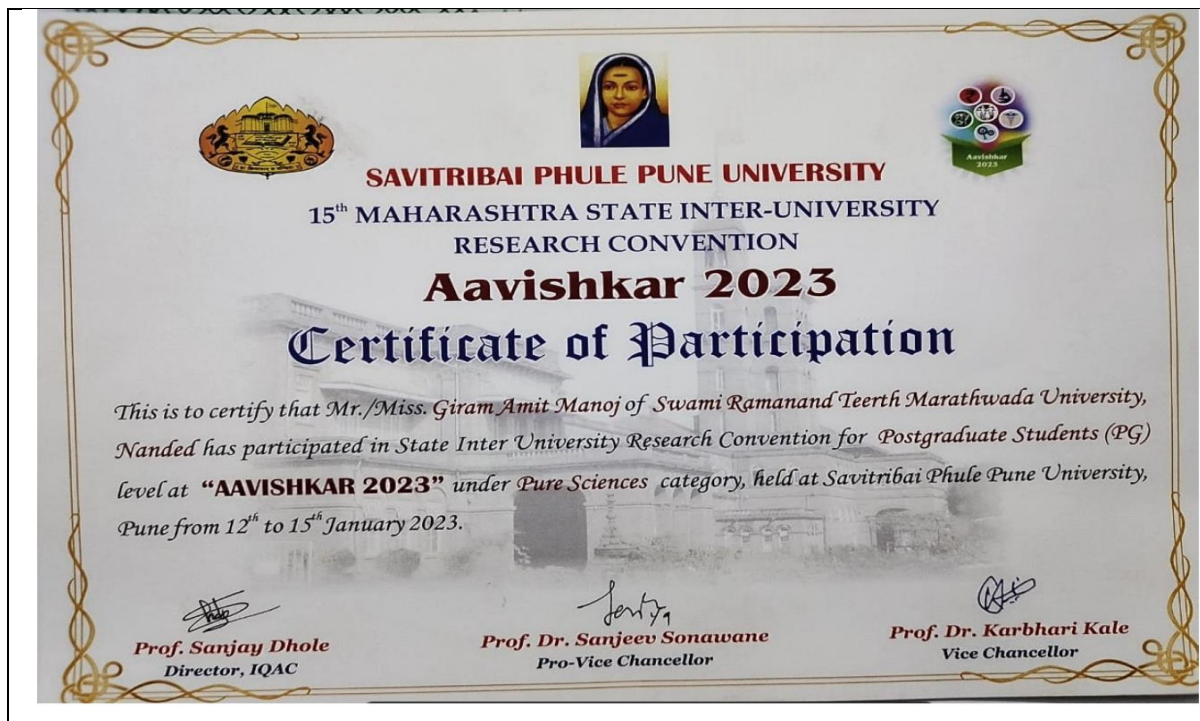 Aavishkar
2023
SAVITRIBAI PHULE PUNE UNIVERSITY
15th MAHARASHTRA STATE INTER-UNIVERSITY
RESEARCH CONVENTION
Aavishkar 2023
Certificate of Participation
This is to certify that Mr./Miss. Giram Amit Manoj of Swami Ramanand Teerth Marathwada University,
Nanded has participated in State Inter University Research Convention for Postgraduate Students (PG)
level at "AAVISHKAR 2023" under Pure Sciences category, held at Savitribai Phule Pune University,
Pune from 12th to 15th January 2023.
Prof. Sanjay Dhole
Director, IQAC
Prof. Dr. Sanjeev Sonawane
Pro-Vice Chancellor
Prof. Dr. Karbhari Kale
Vice Chancellor